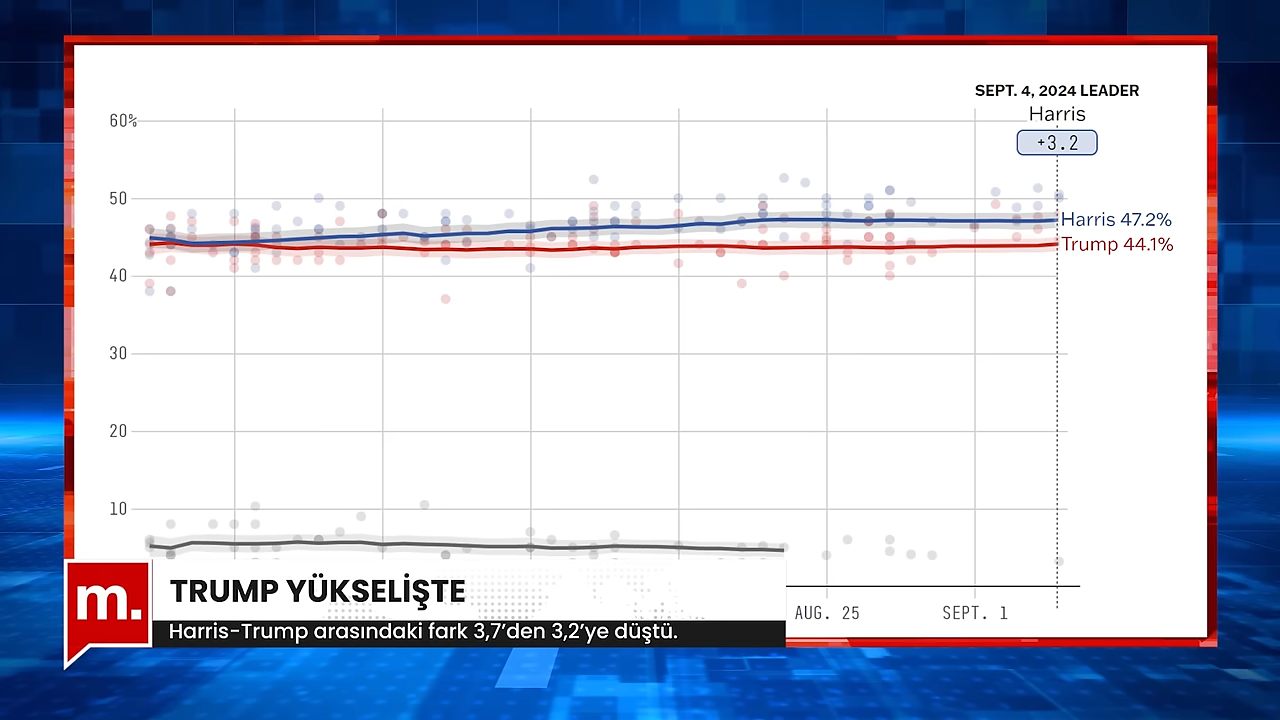 SEPT. 4, 2024 LEADER
Harris
+3.2
60%
50
40
30
20
10
Harris 47.2%
Trump 44.1%
AUG. 25
SEPT. 1
m.
TRUMP YÜKSELİŞTE
Harris-Trump arasındaki fark 3,7’den 3,2’ye düştü.